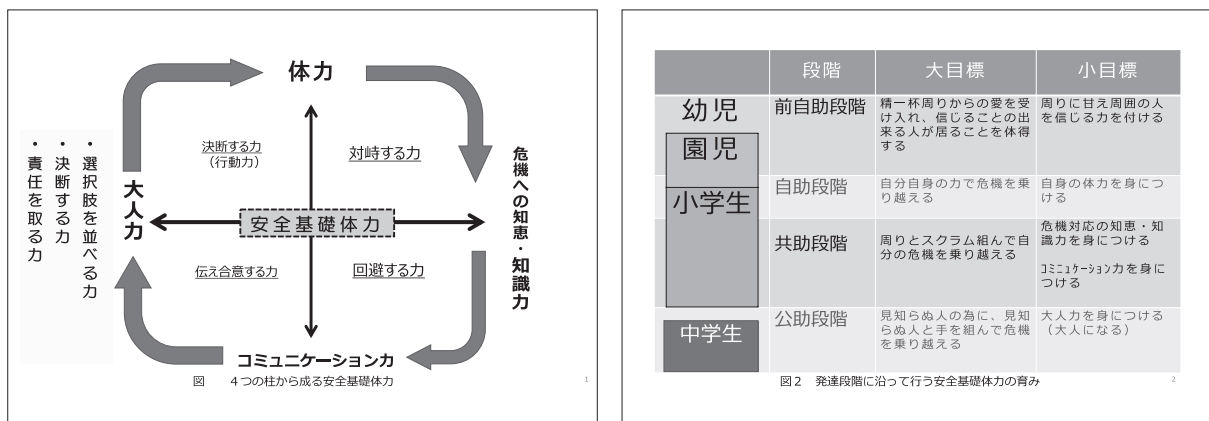 体力
決断する力
（行動力）
対峙する力
・選択肢を並べる力
・決断する力
・責任を取る力
大人力
安全基礎体力
危機への知恵・知識力
伝え合意する力
回避する力
コミュニケーション力
図　４つの柱から成る安全基礎体力
1
段階
大目標
小目標
幼児
園児
小学生
中学生
前自助段階
精一杯周りからの愛を受
け入れ、信じることの出
来る人が居ることを体得
する
周りに甘え周囲の人
を信じる力を付ける
自助段階
自分自身の力で危機を乗
り越える
自身の体力を身につ
ける
共助段階
周りとスクラム組んで自
分の危機を乗り越える
危機対応の知恵・知
識力を身につける
コミニュケーション力を身に
つける
公助段階
見知らぬ人の為に、見知
らぬ人と手を組んで危機
を乗り越える
大人力を身につける
（大人になる）
図２　発達段階に沿って行う安全基礎体力の育み
2